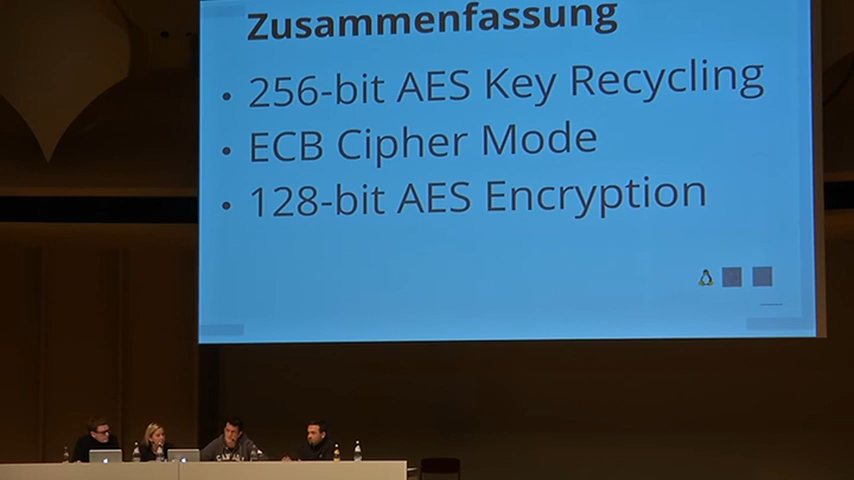 Zusammenfassung
• 256-bit AES Key Recycling
• ECB Cipher Mode
• 128-bit AES Encryption